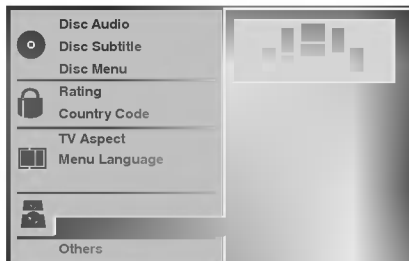 Disc Audio
Disc Subtitle
Disc Menu
Rating
Country Code
TV Aspect
Menu Language
Others